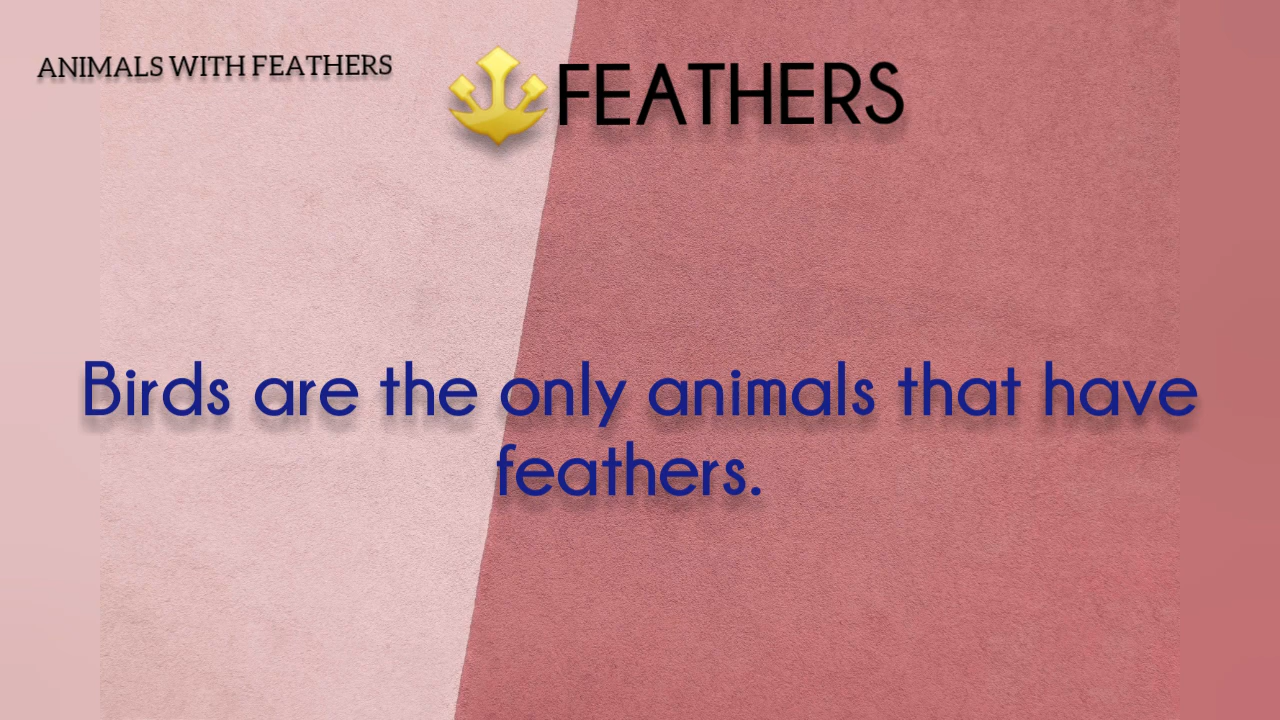 ANIMALS WITH FEATHERS
FEATHERS
Birds are the only animals that have
feathers.